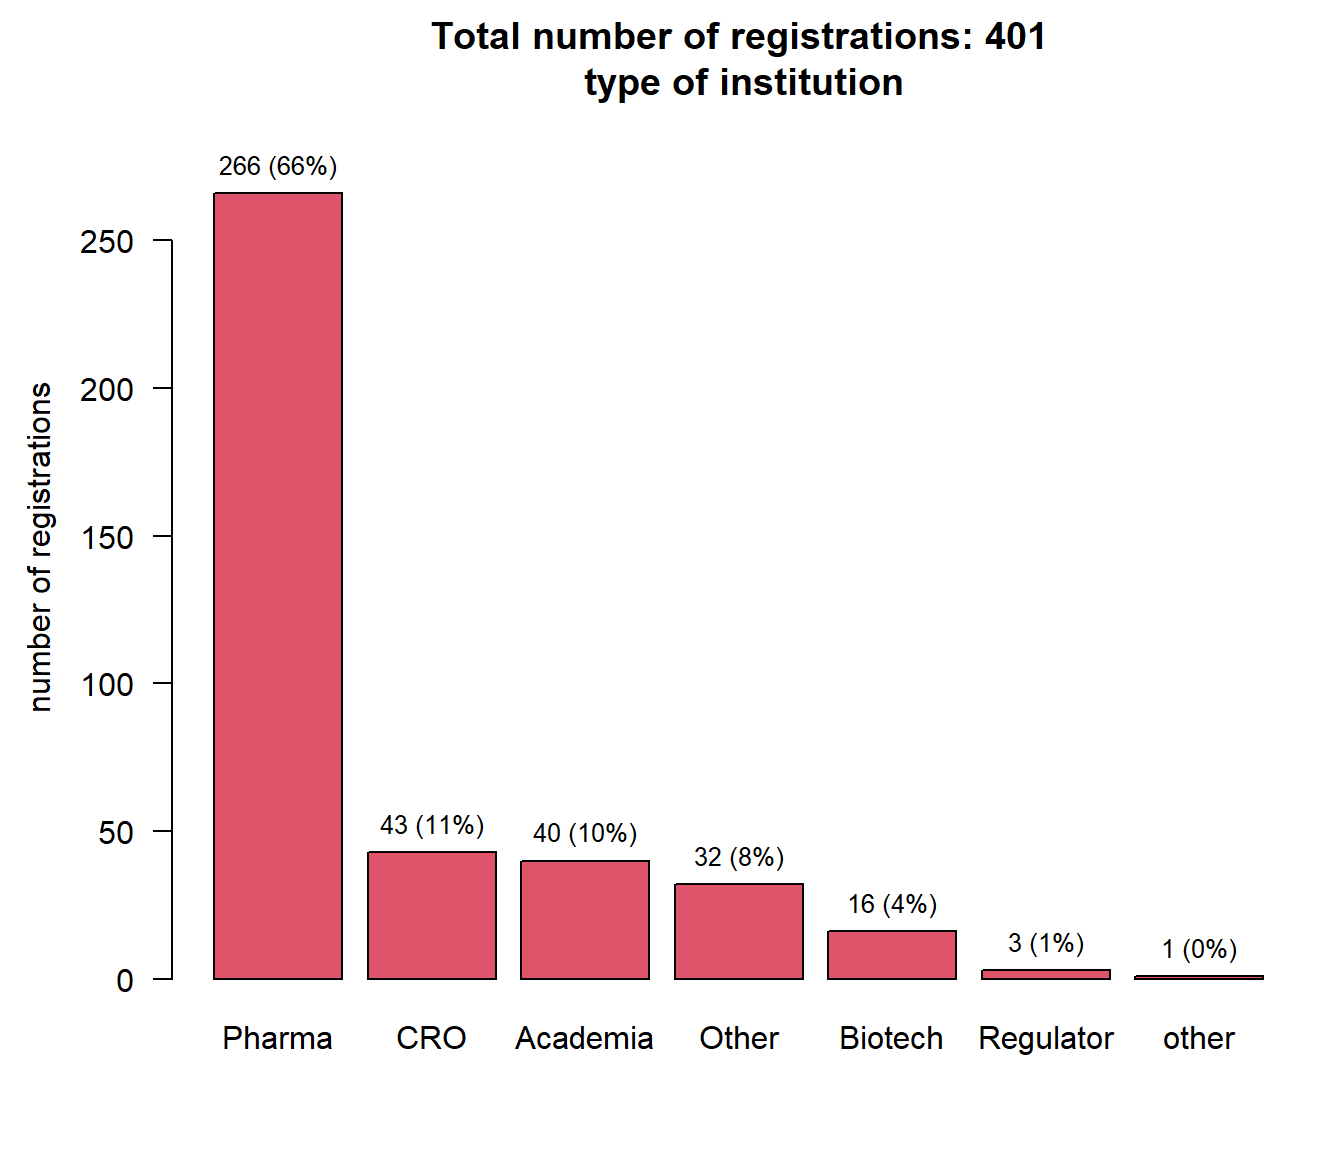 Total number of registrations: 401
type of institution
number of registrations
250
200
150
100
50
0
266 (66%)
43 (11%)
40 (10%)
32 (8%)
16 (4%)
3 (1%)
1 (0%)
Pharma
CRO
Academia
Other
Biotech
Regulator
other